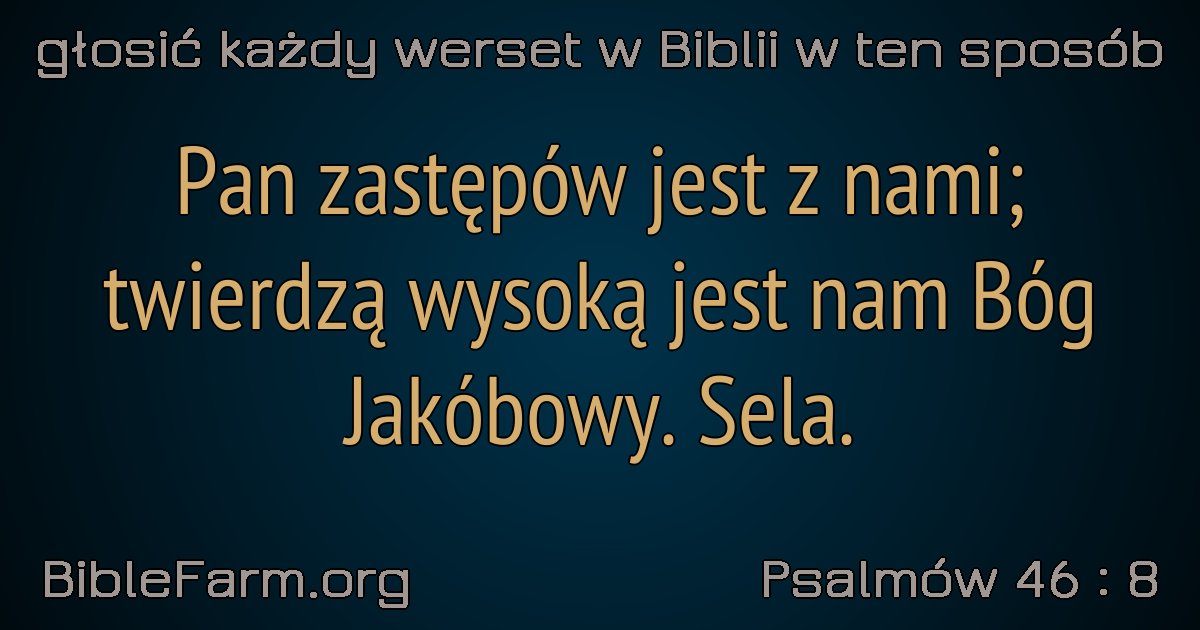 głosić każdy werset w Biblii w ten sposób
Pan zastępów jest z nami;
twierdzą wysoką jest nam Bóg
Jakóbowy. Sela.
BibleFarm.org
Psalmów 46 : 8